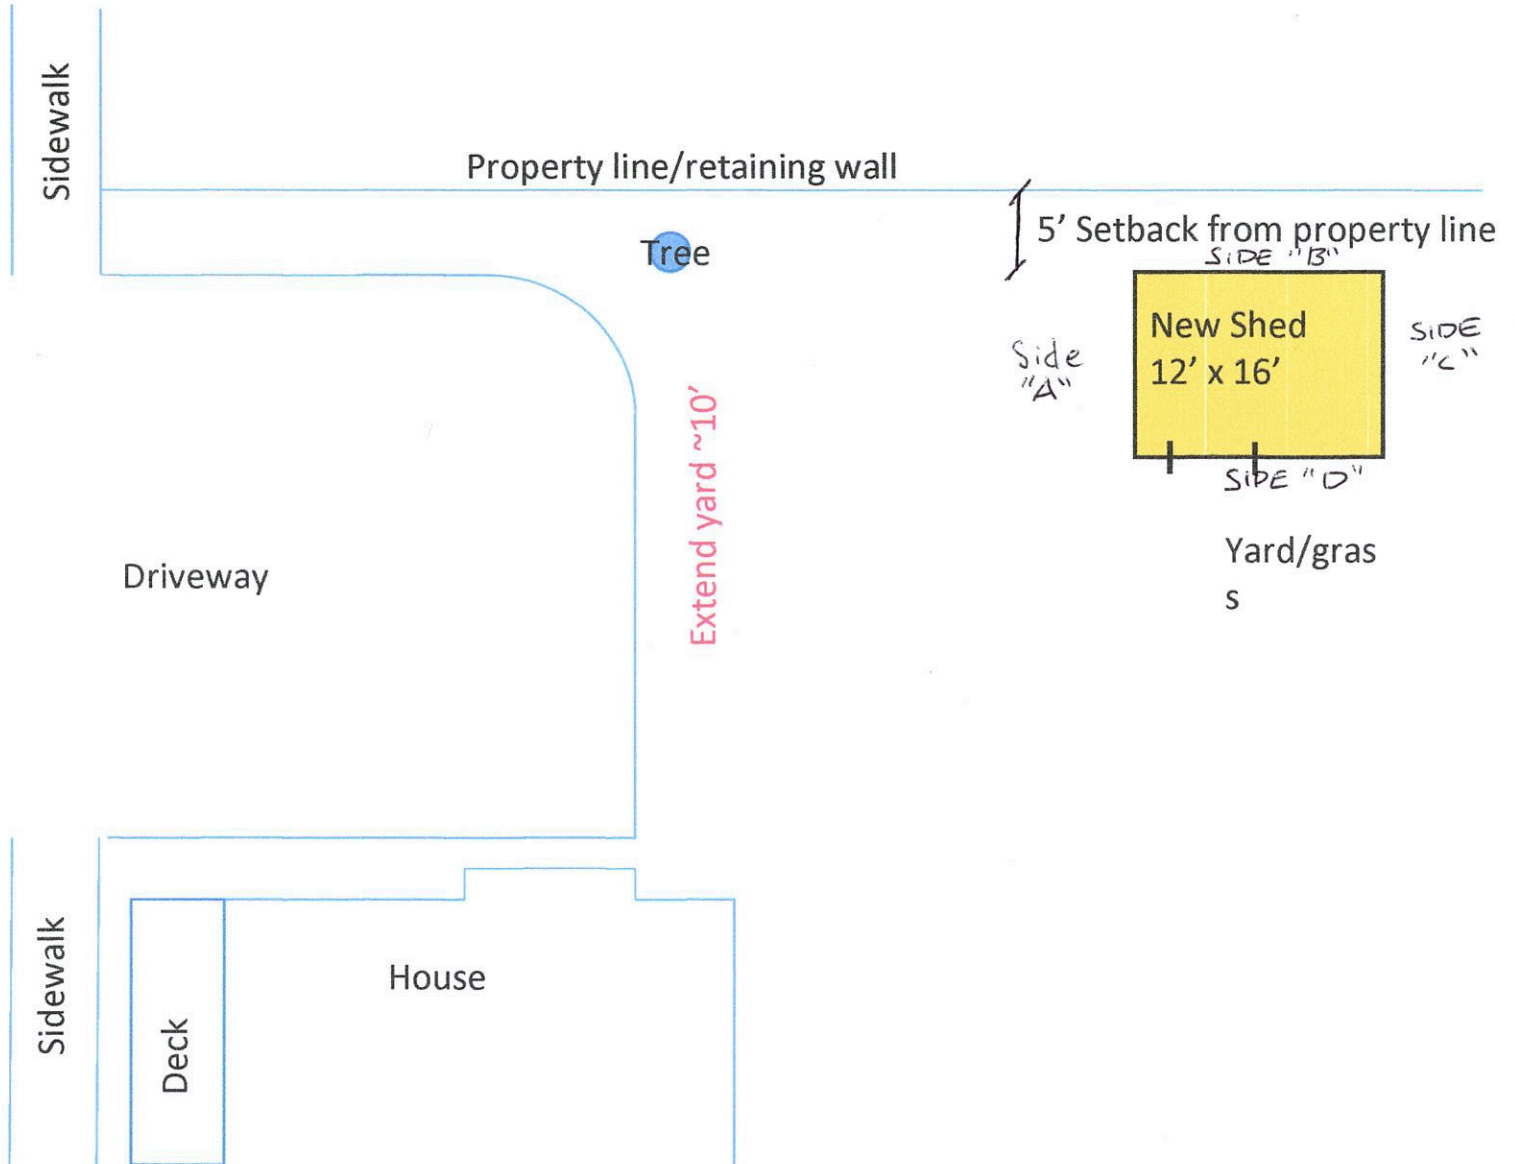 Sidewalk
Property line/retaining wall
5’ Setback from property line
Tree
SiDE "B"
New Shed
12’ x 16’
Side
"A"
SiDE
"C"
Extend yard ~10’
SiDE "D"
Yard/gras
s
Driveway
House
Sidewalk
Deck